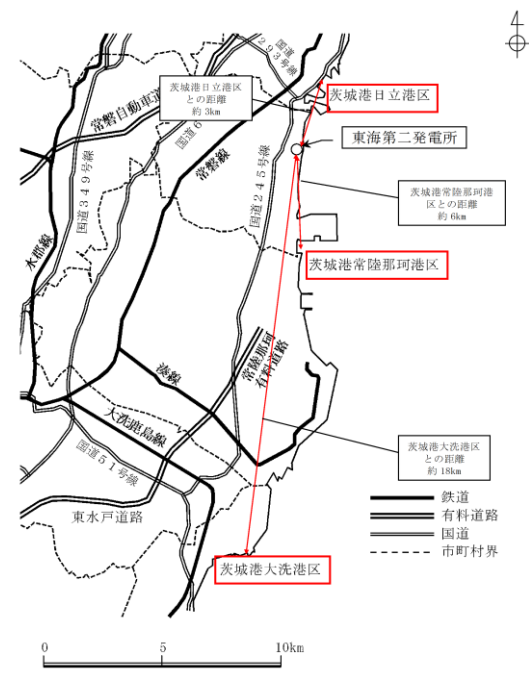 4
国道293号線
茨城港日立港区
との距離
約3km
茨城港日立港区
常磐自動車道
国道6
東海第二発電所
常磐線
国道245号線
国道349号線
茨城港常陸那珂港
区との距離
約6km
水郡線
茨城港常陸那珂港区
常陸那珂
有料道路
湊線
大洗鹿島線
茨城港大洗港区
との距離
約18km
国道51号線
東水戸道路
鉄道
有料道路
国道
市町村界
茨城港大洗港区
0
5
10km